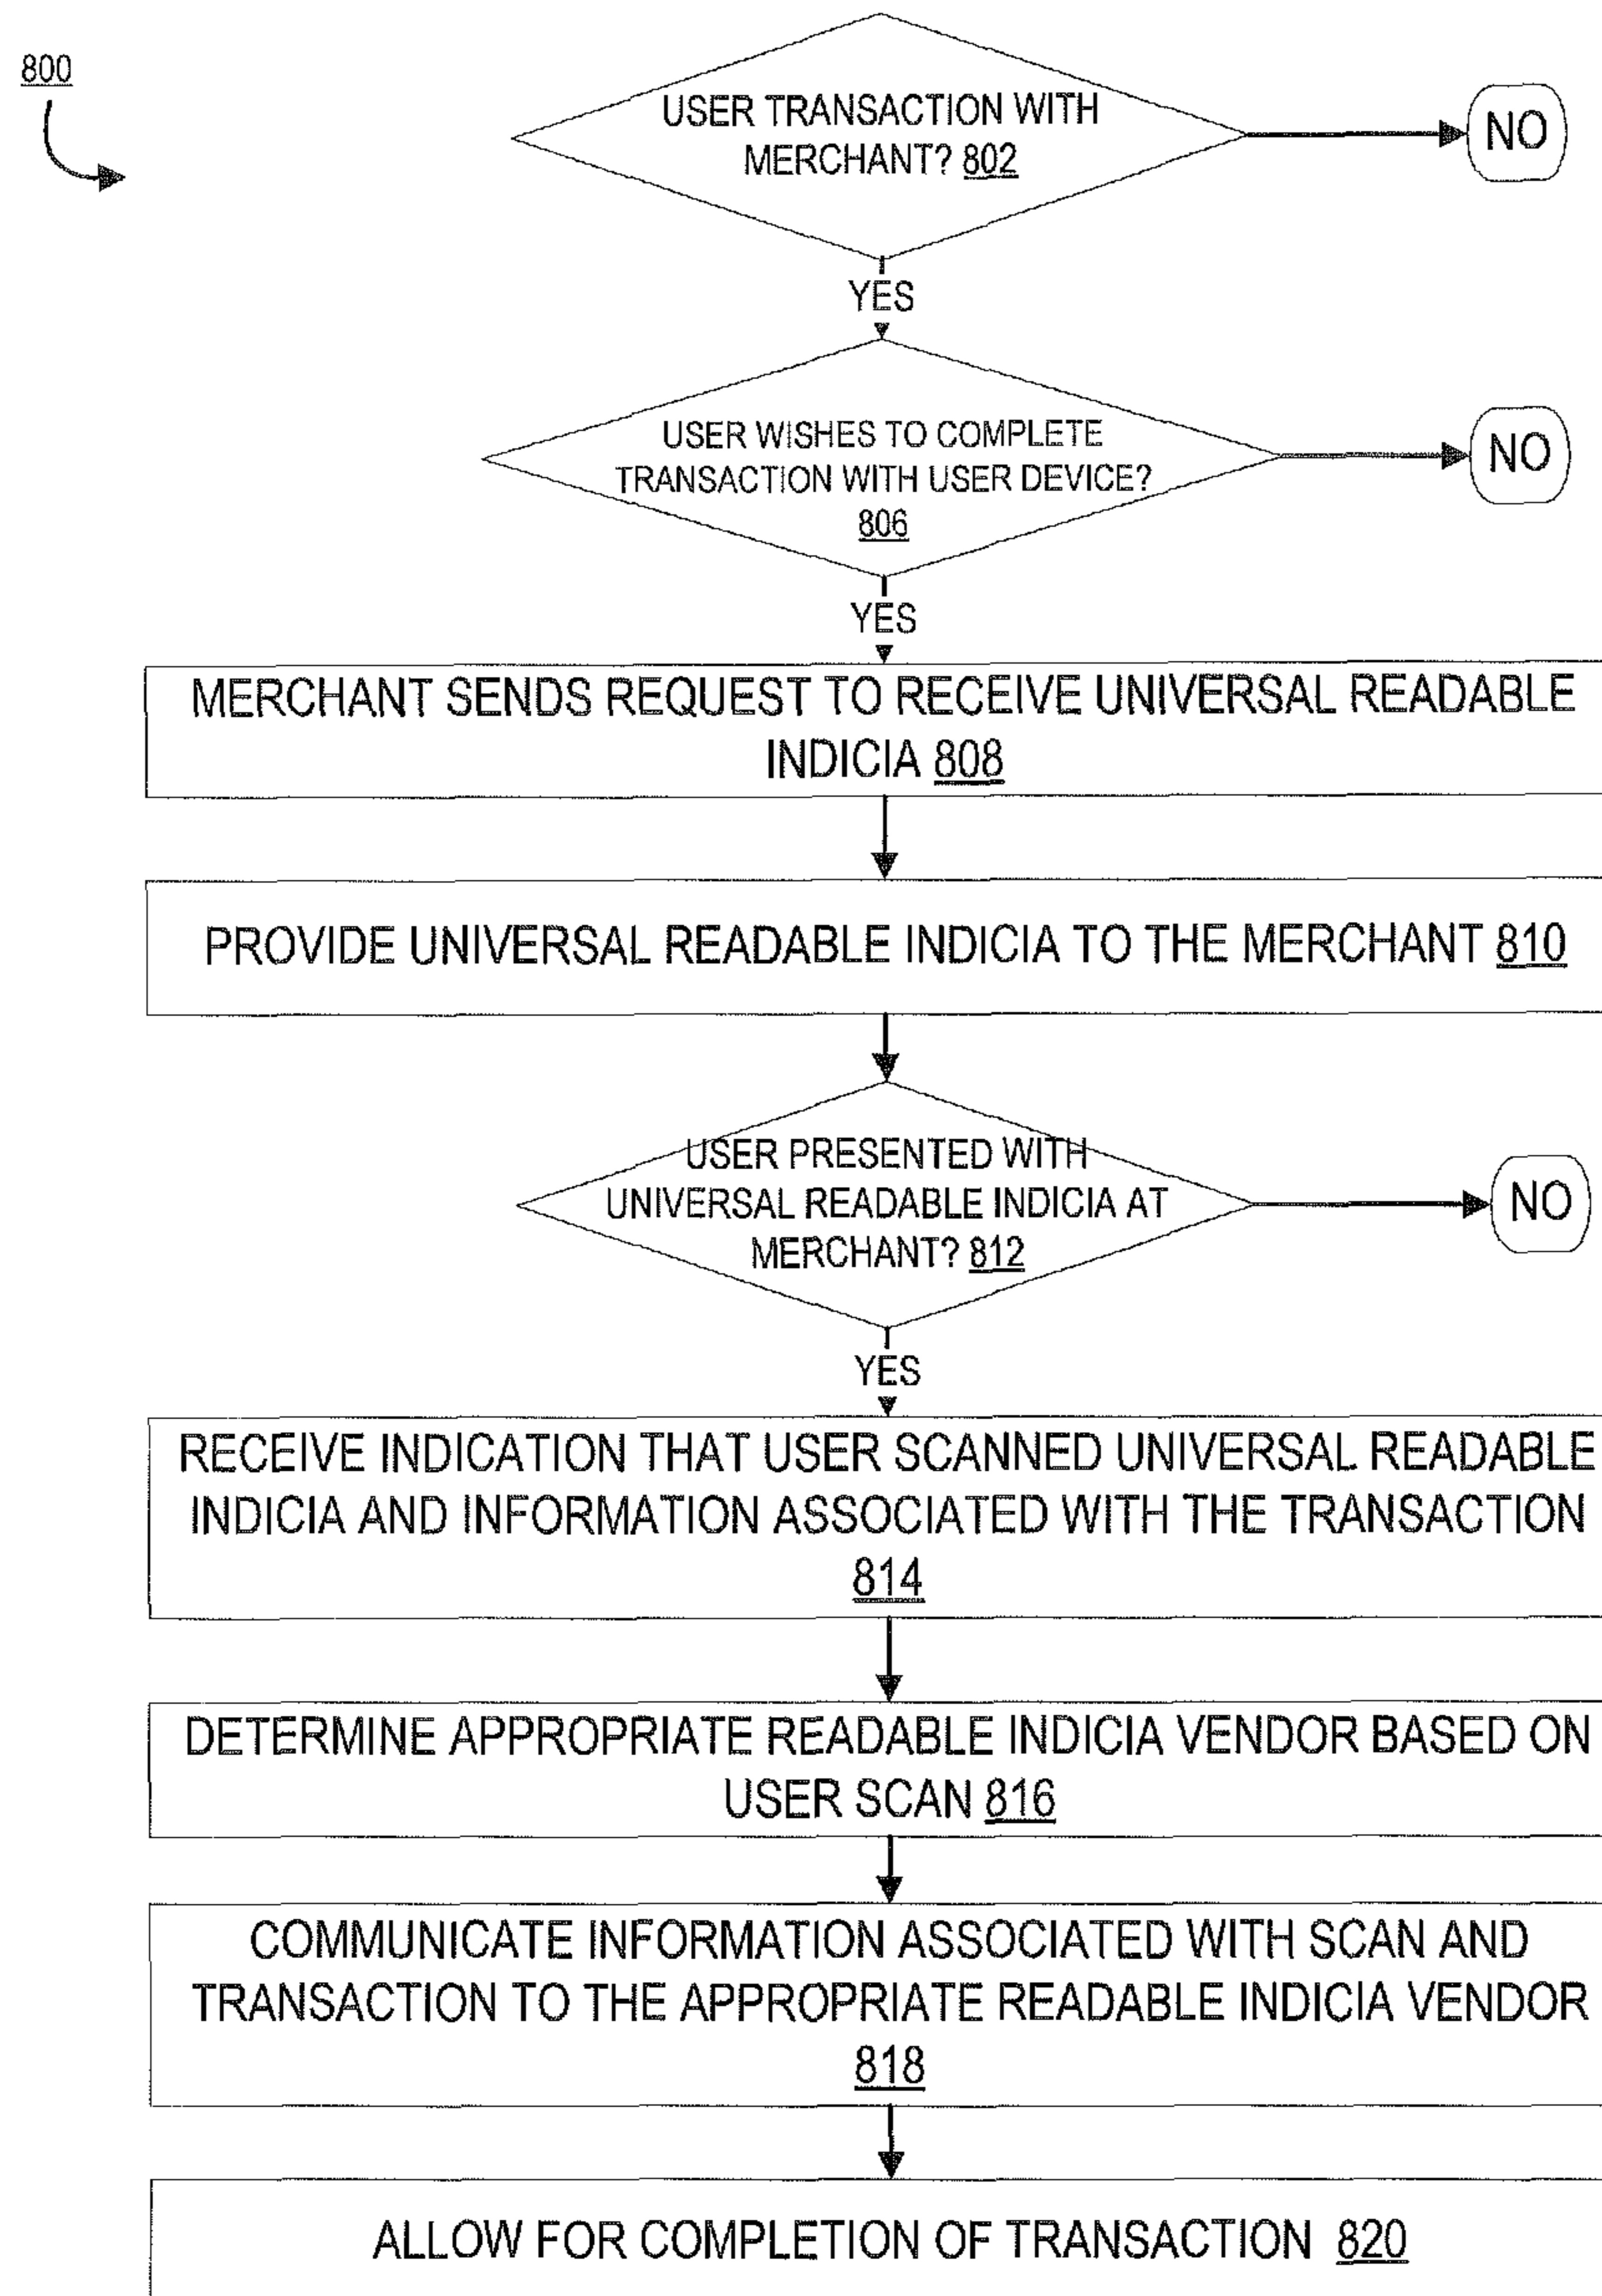 800
USER TRANSACTION WITH
MERCHANT? 802
NO
YES
USER WISHES TO COMPLETE
TRANSACTION WITH USER DEVICE?
806
NO
YES
MERCHANT SENDS REQUEST TO RECEIVE UNIVERSAL READABLE
INDICIA 808
PROVIDE UNIVERSAL READABLE INDICIA TO THE MERCHANT 810
USER PRESENTED WITH
UNIVERSAL READABLE INDICIA AT
MERCHANT? 812
NO
YES
RECEIVE INDICATION THAT USER SCANNED UNIVERSAL READABLE
INDICIA AND INFORMATION ASSOCIATED WITH THE TRANSACTION
814
DETERMINE APPROPRIATE READABLE INDICIA VENDOR BASED ON
USER SCAN 816
COMMUNICATE INFORMATION ASSOCIATED WITH SCAN AND
TRANSACTION TO THE APPROPRIATE READABLE INDICIA VENDOR
818
ALLOW FOR COMPLETION OF TRANSACTION 820